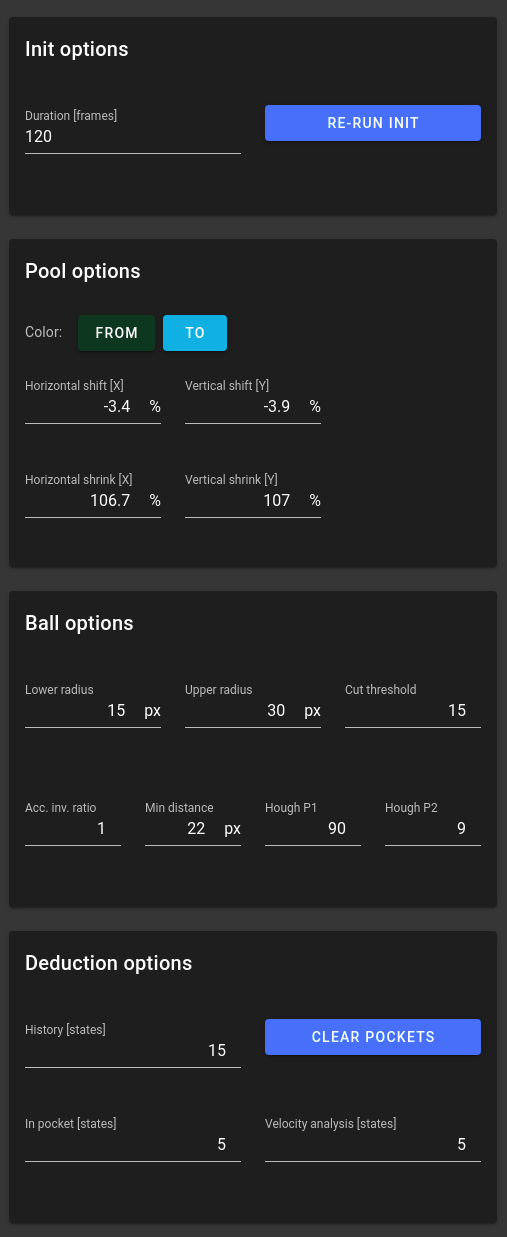 Init options
Duration [frames]
120
RE-RUN INIT
Pool options
Color: FROM TO
Horizontal shift [X] Vertical shift [Y]
-3.4 % -3.9 %
Horizontal shrink [X] Vertical shrink [Y]
106.7 % 107 %
Ball options
Lower radius Upper radius Cut threshold
15 px 30 px 15
Acc. inv. ratio Min distance Hough P1 Hough P2
1 22 px 90 9
Deduction options
History [states]
15
CLEAR POCKETS
In pocket [states] Velocity analysis [states]
5 5